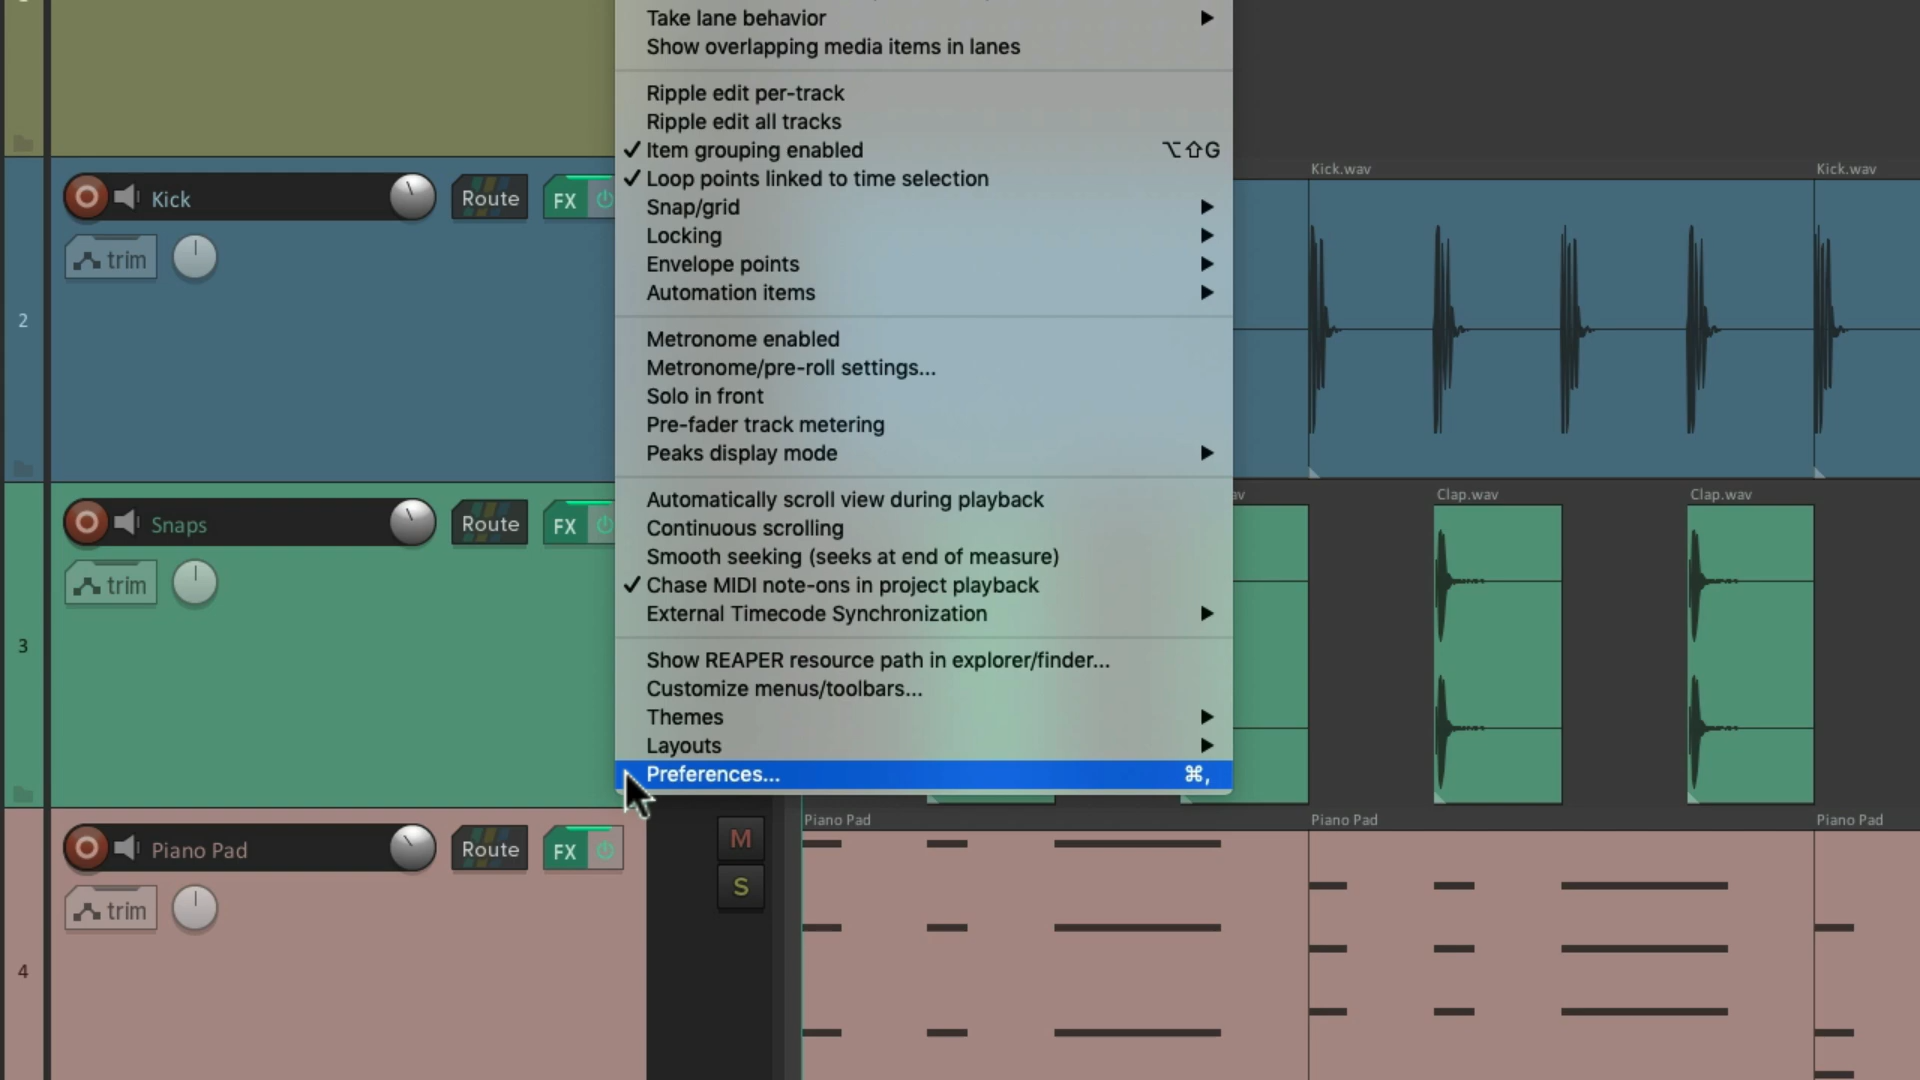 Take lane behavior
Show overlapping media items in lanes
Ripple edit per-track
Ripple edit all tracks
✓ Item grouping enabled ⌥⇧G
✓ Loop points linked to time selection
Snap/grid
Locking
Envelope points
Automation items
Metronome enabled
Metronome/pre-roll settings...
Solo in front
Pre-fader track metering
Peaks display mode
Automatically scroll view during playback
Continuous scrolling
Smooth seeking (seeks at end of measure)
✓ Chase MIDI note-ons in project playback
External Timecode Synchronization
Show REAPER resource path in explorer/finder...
Customize menus/toolbars...
Themes
Layouts
Preferences... ⌘,
2
Kick
Route
FX
trim
Kick.wav
Kick.wav
3
Snaps
Route
FX
trim
av
Clap.wav
Clap.wav
4
Piano Pad
Route
FX
trim
M
S
Piano Pad
Piano Pad
Piano Pad